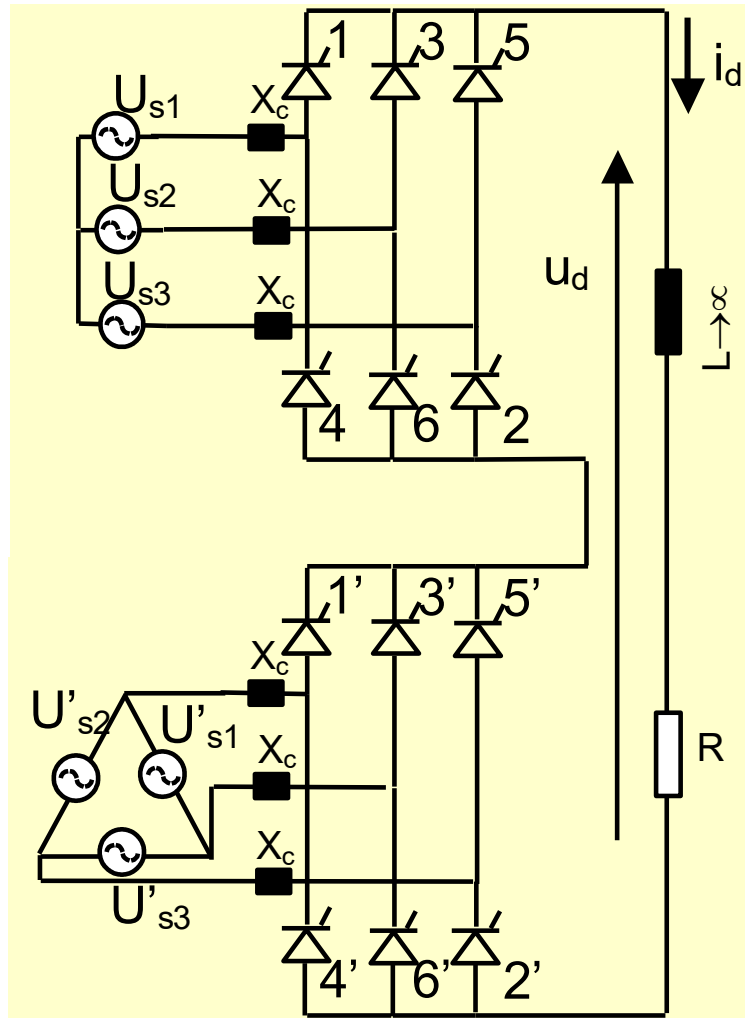 1 3 5
i_d
U_s1
X_c
U_s2
X_c
U_s3
X_c
u_d
L→∝
4 6 2
1' 3' 5'
X_c
U'_s2 U'_s1
X_c
R
X_c
U'_s3
4' 6' 2'